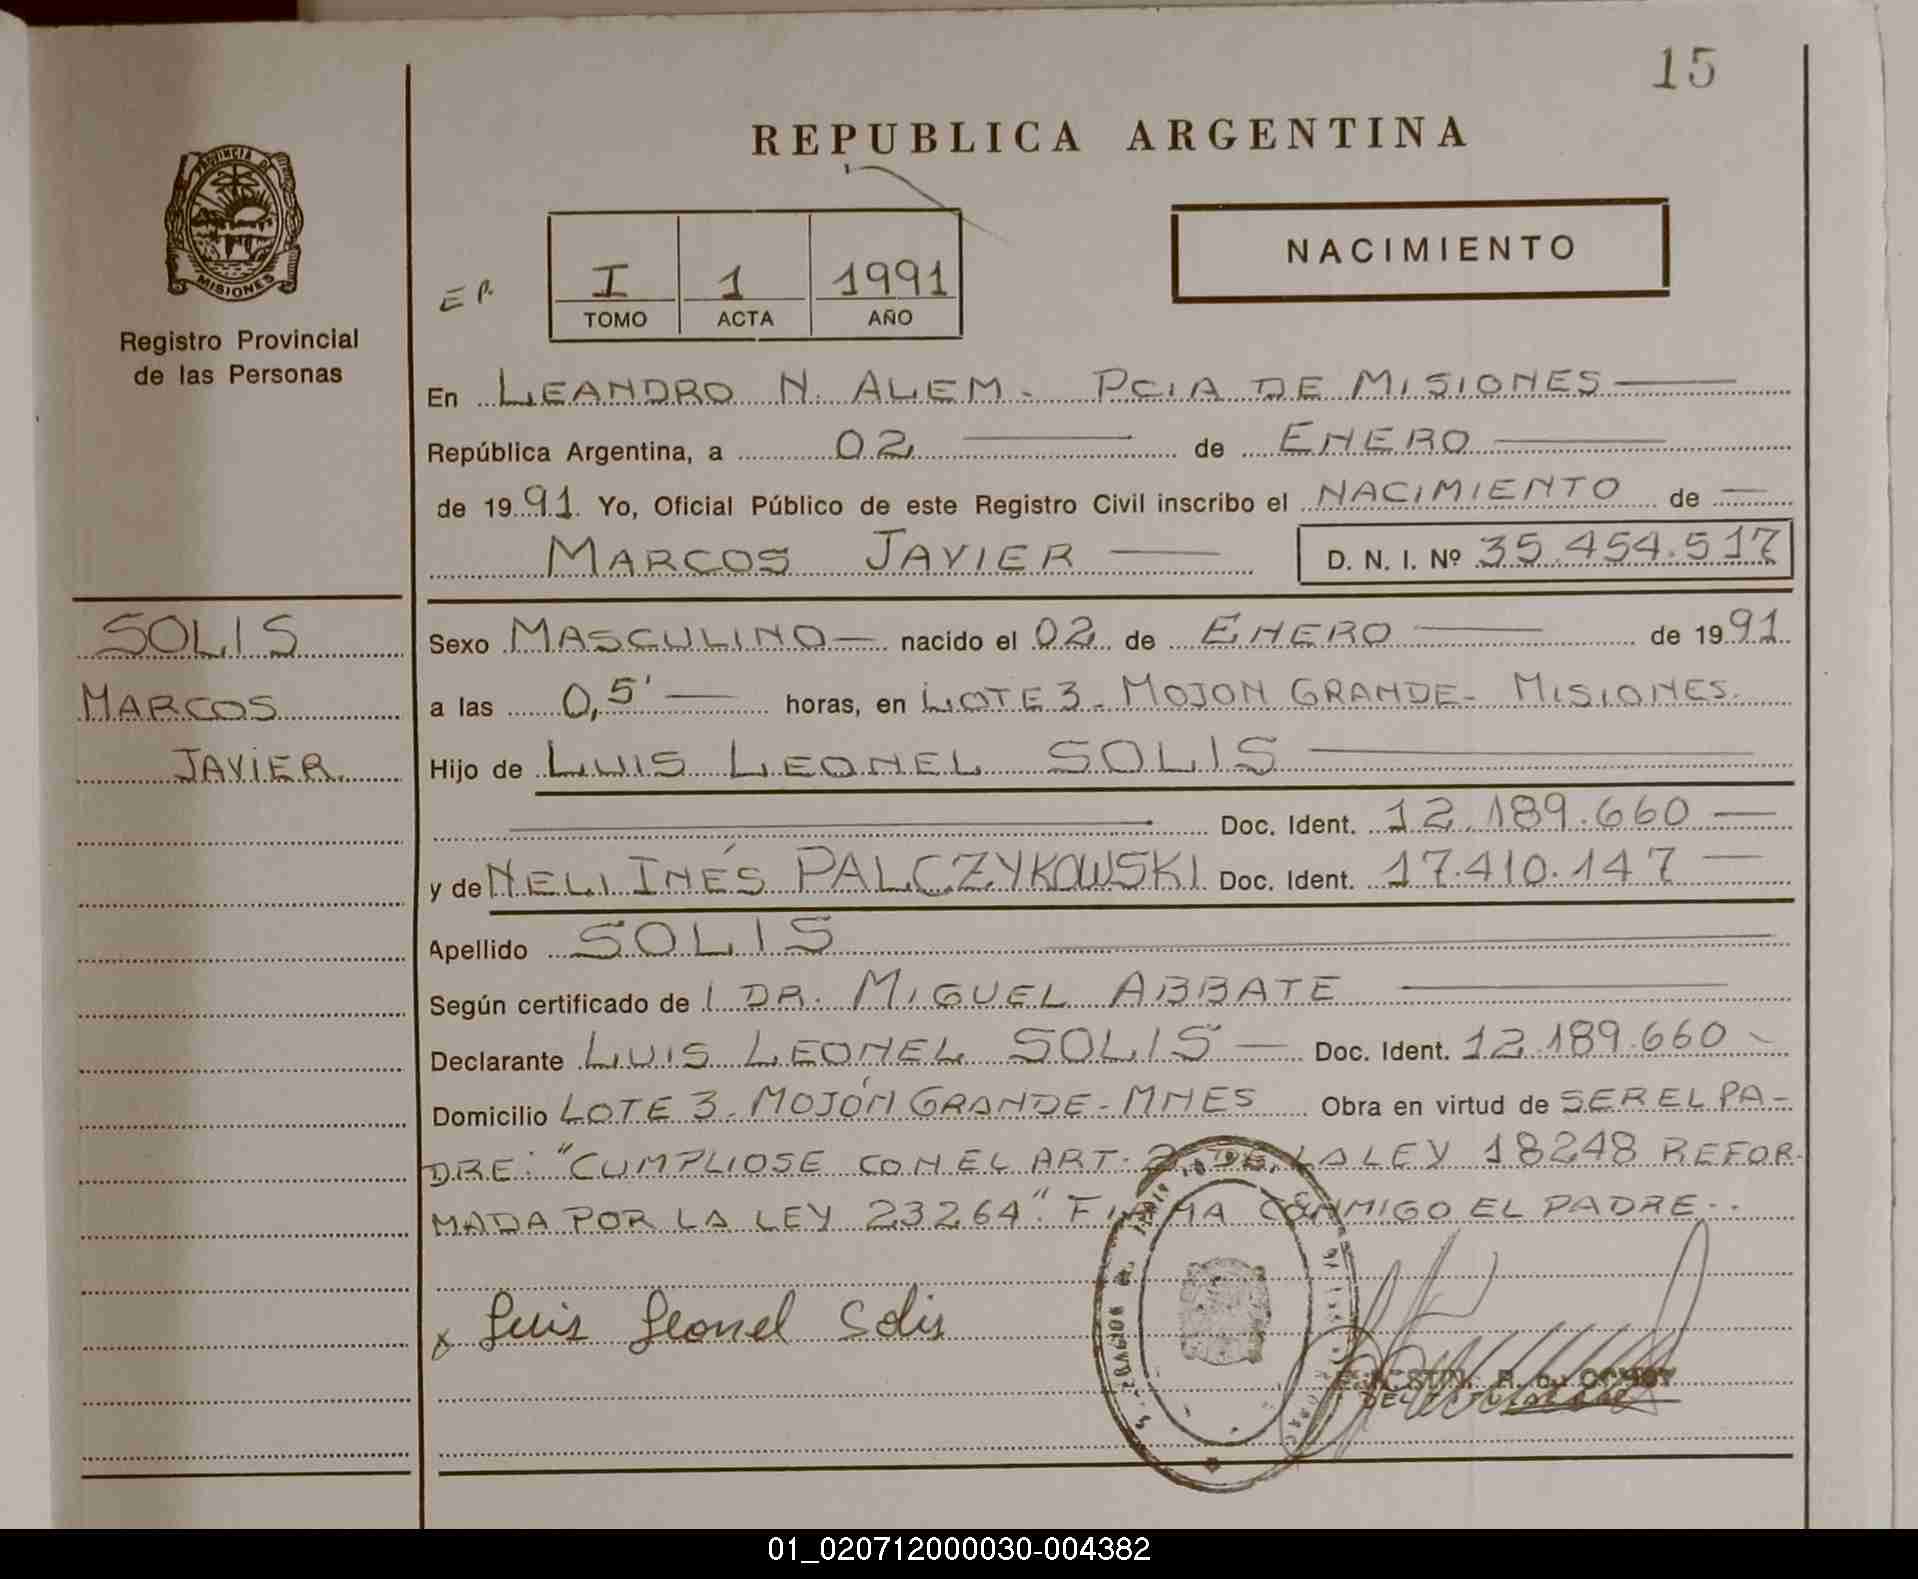 15
REPUBLICA ARGENTINA
PROVINCIA DE
MISIONES
Registro Provincial
de las Personas
NACIMIENTO
E P.
I 1 1991
TOMO ACTA AÑO
En LEANDRO N. ALEM - PCIA DE MISIONES
República Argentina, a 02 de ENERO
de 1991 Yo, Oficial Público de este Registro Civil inscribo el NACIMIENTO de
MARCOS JAVIER D. N. I. Nº 35.454.517
SOLIS
MARCOS
JAVIER
Sexo MASCULINO nacido el 02 de ENERO de 1991
a las 0,5' horas, en LOTE 3 - MOJON GRANDE - MISIONES.
Hijo de LUIS LEONEL SOLIS
Doc. Ident. 12.189.660
y de NELI INÉS PALCZYKOWSKI Doc. Ident. 17.410.147
Apellido SOLIS
Según certificado de l DR. MIGUEL ABBATE
Declarante LUIS LEONEL SOLIS Doc. Ident. 12.189.660
Domicilio LOTE 3 - MOJÓN GRANDE - MNES Obra en virtud de SER EL PA-
DRE: "CUMPLIOSE CON EL ART. 2 DE LA LEY 18248 REFOR-
MADA POR LA LEY 23264". FIRMA CONMIGO EL PADRE..
x Luis Leonel Solis
01_020712000030-004382